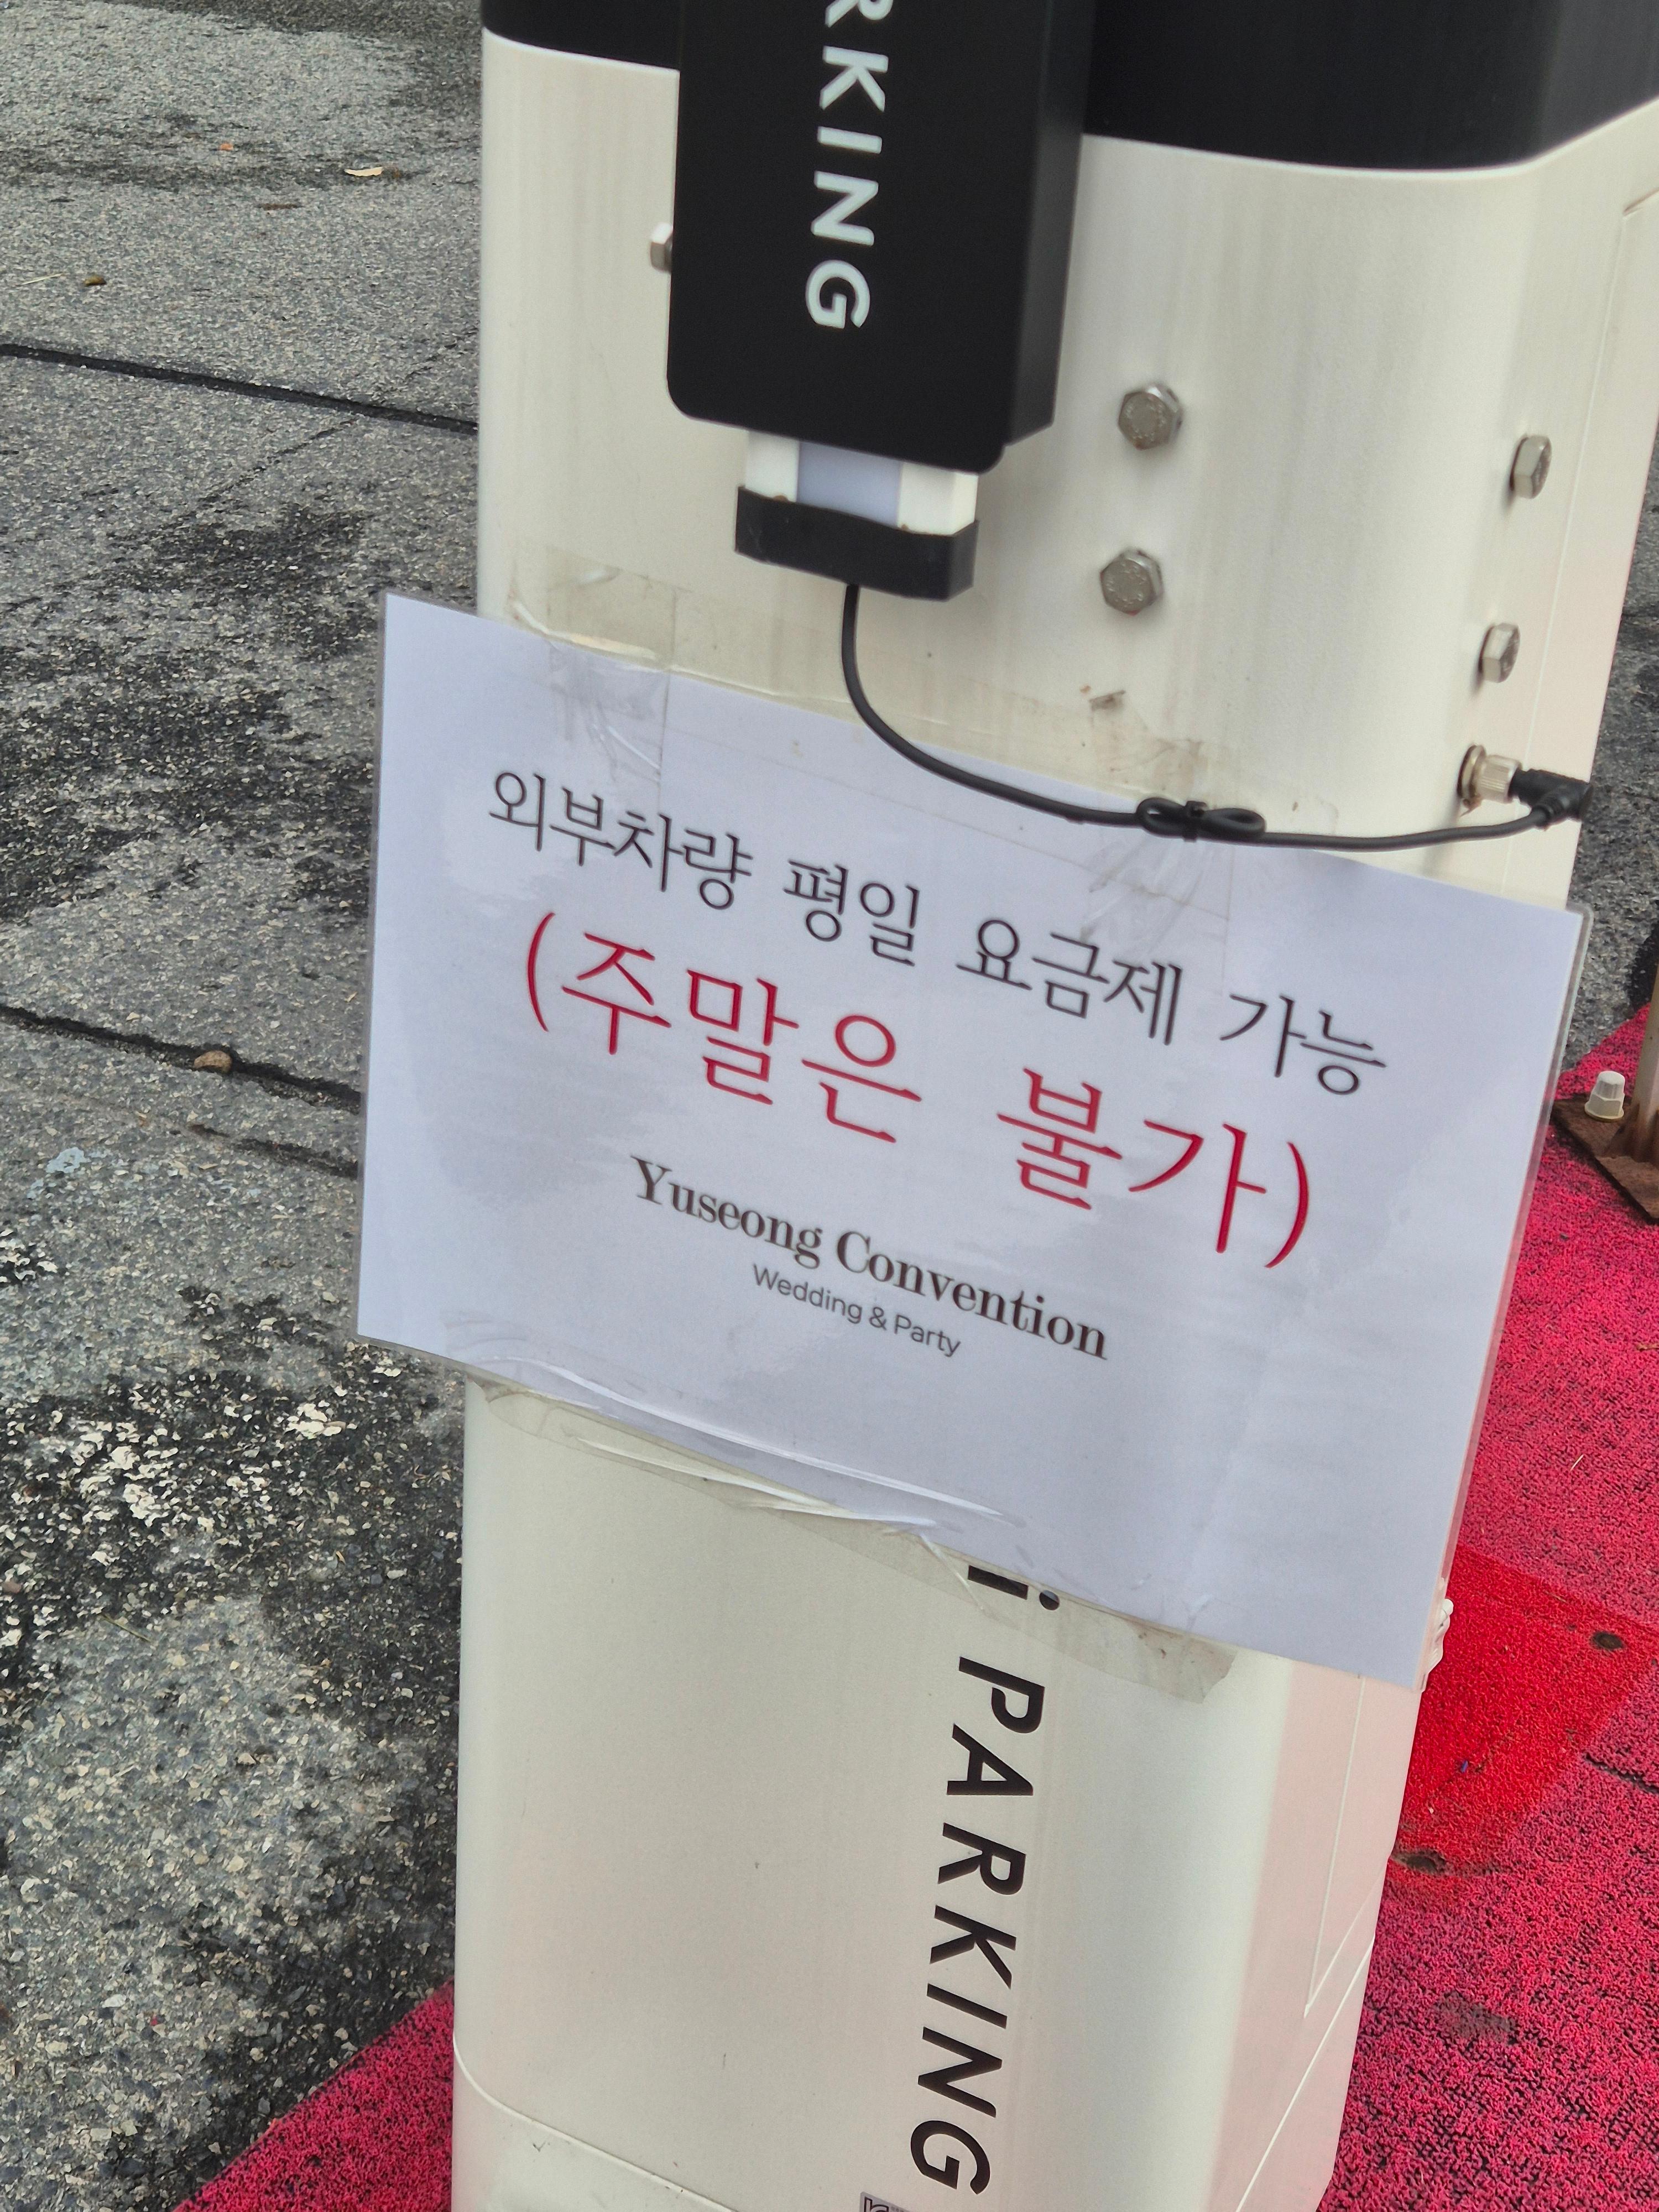 RKING
외부차량 평일 요금제 가능
(주말은 불가)
Yuseong Convention
Wedding & Party
i. PARKING